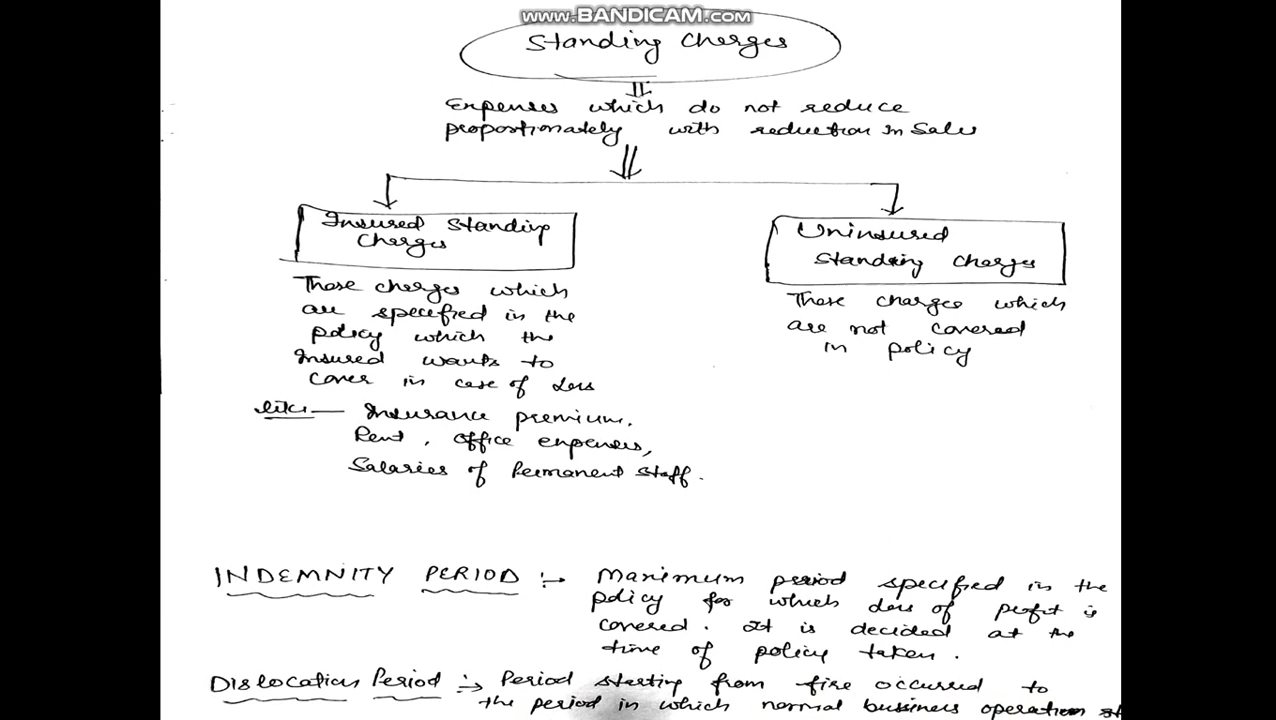 www.BANDICAM.com
Standing Charges
Expenses which do not reduce
proportionately with reduction in Sales
Insured Standing
Charges
Uninsured
Standing Charges
Those charges which
are specified in the
policy which the
Insured wants to
cover in case of Loss
like — Insurance premium.
Rent, office expenses,
Salaries of Permanent Staff.
These charges which
are not covered
in policy
INDEMNITY PERIOD :- Maximum period specified in the
policy for which loss of profit is
covered. It is decided at the
time of policy taken.
Dislocation Period :-> Period starting from fire occurred to
the period in which normal business operation